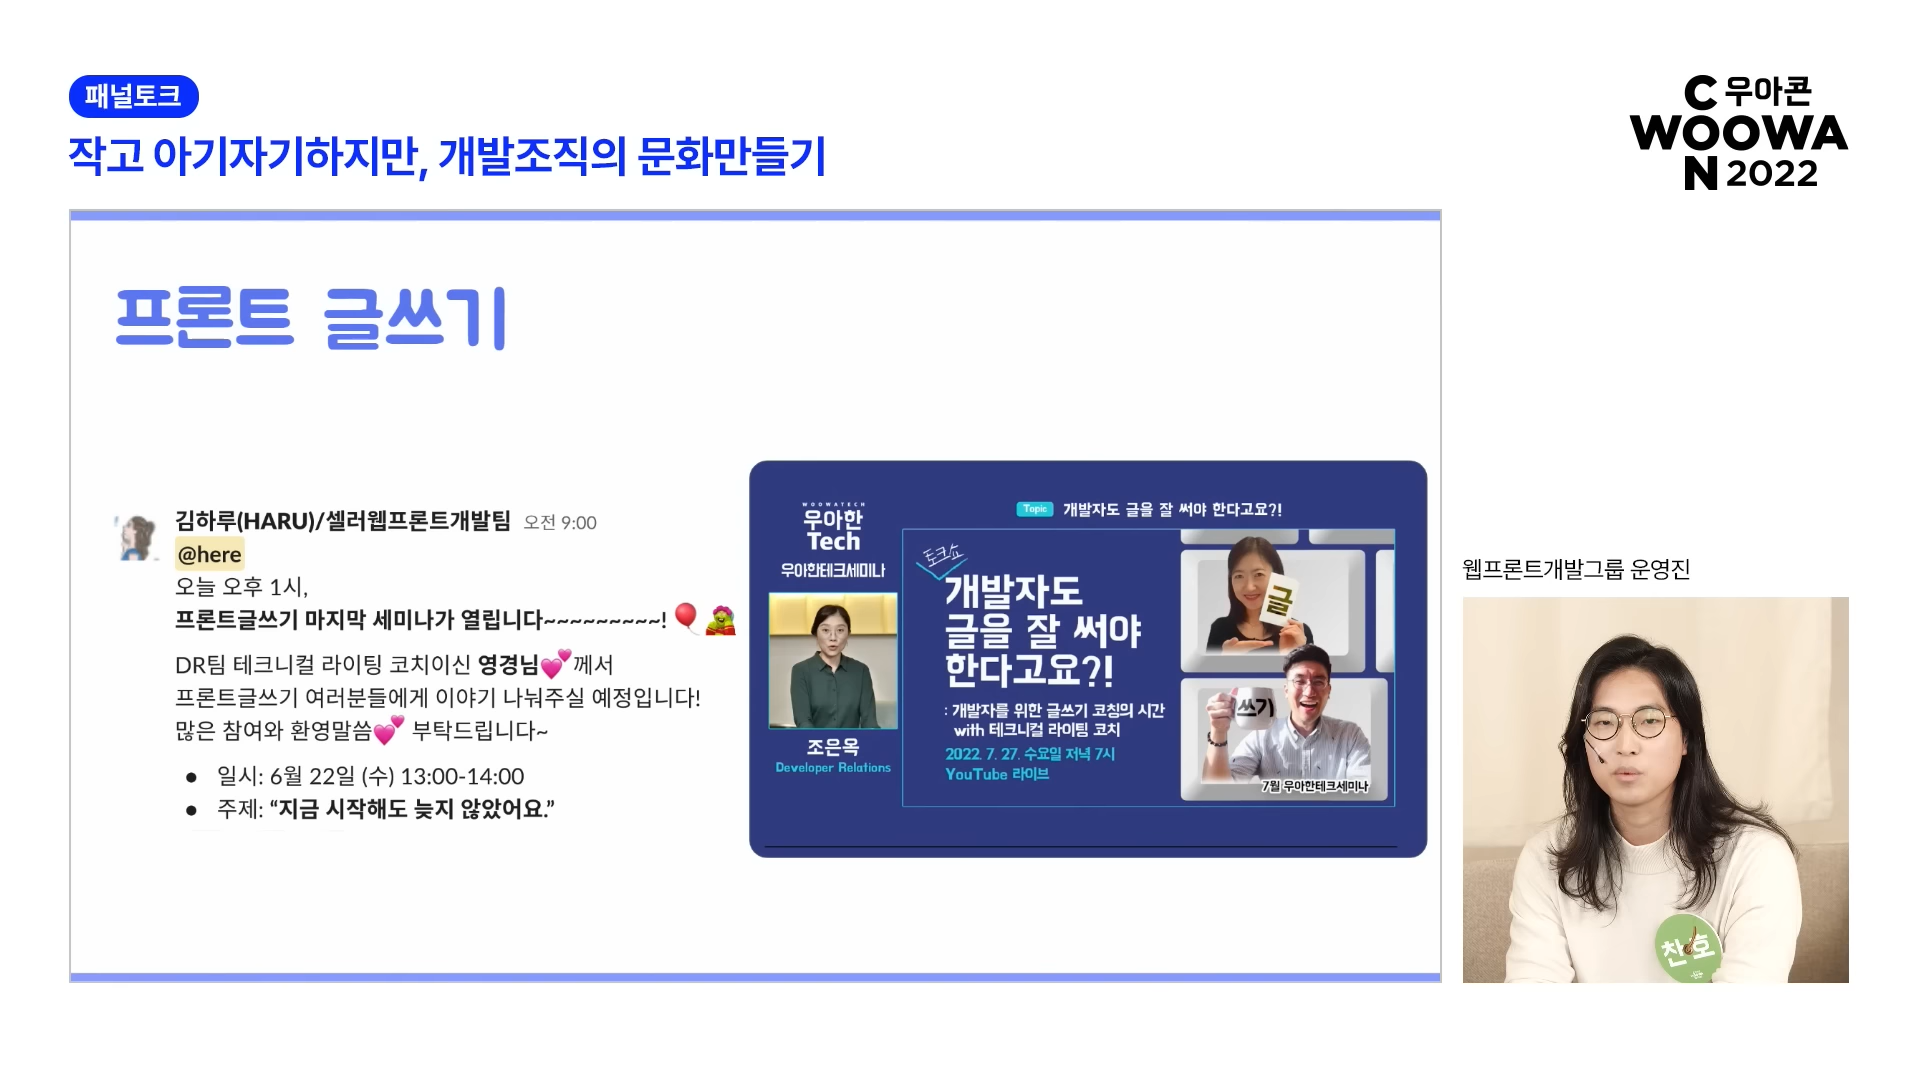 패널토크
작고 아기자기하지만, 개발조직의 문화만들기
C 우아콘
WOOWA
N 2022
프론트 글쓰기
김하루(HARU)/셀러웹프론트개발팀 오전 9:00
@here
오늘 오후 1시,
프론트글쓰기 마지막 세미나가 열립니다~~~~~~~~~! 🎈
DR팀 테크니컬 라이팅 코치이신 영경님💕께서
프론트글쓰기 여러분들에게 이야기 나눠주실 예정입니다!
많은 참여와 환영말씀💕 부탁드립니다~
● 일시: 6월 22일 (수) 13:00-14:00
● 주제: “지금 시작해도 늦지 않았어요.”
WOOWATECH
우아한
Tech
우아한테크세미나
조은옥
Developer Relations
Topic 개발자도 글을 잘 써야 한다고요?!
토크쇼
개발자도
글을 잘 써야
한다고요?!
: 개발자를 위한 글쓰기 코칭의 시간
with 테크니컬 라이팅 코치
2022. 7. 27. 수요일 저녁 7시
YouTube 라이브
글
쓰기
7월 우아한테크세미나
웹프론트개발그룹 운영진
찬호